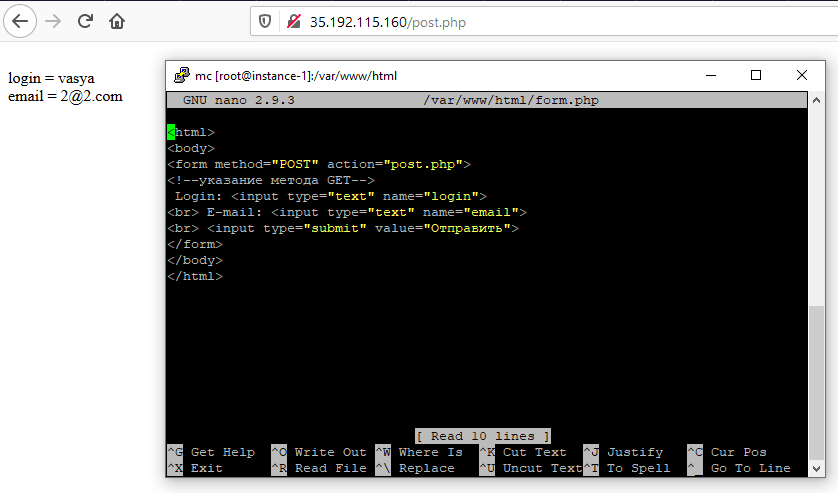 35.192.115.160/post.php
login = vasya
email = 2@2.com
mc [root@instance-1]:/var/www/html
GNU nano 2.9.3 /var/www/html/form.php
<html>
<body>
<form method="POST" action="post.php">
<!--указание метода GET-->
Login: <input type="text" name="login">
<br> E-mail: <input type="text" name="email">
<br> <input type="submit" value="Отправить">
</form>
</body>
</html>
[ Read 10 lines ]
^G Get Help ^O Write Out ^W Where Is ^K Cut Text ^J Justify ^C Cur Pos
^X Exit ^R Read File ^\ Replace ^U Uncut Text^T To Spell ^_ Go To Line